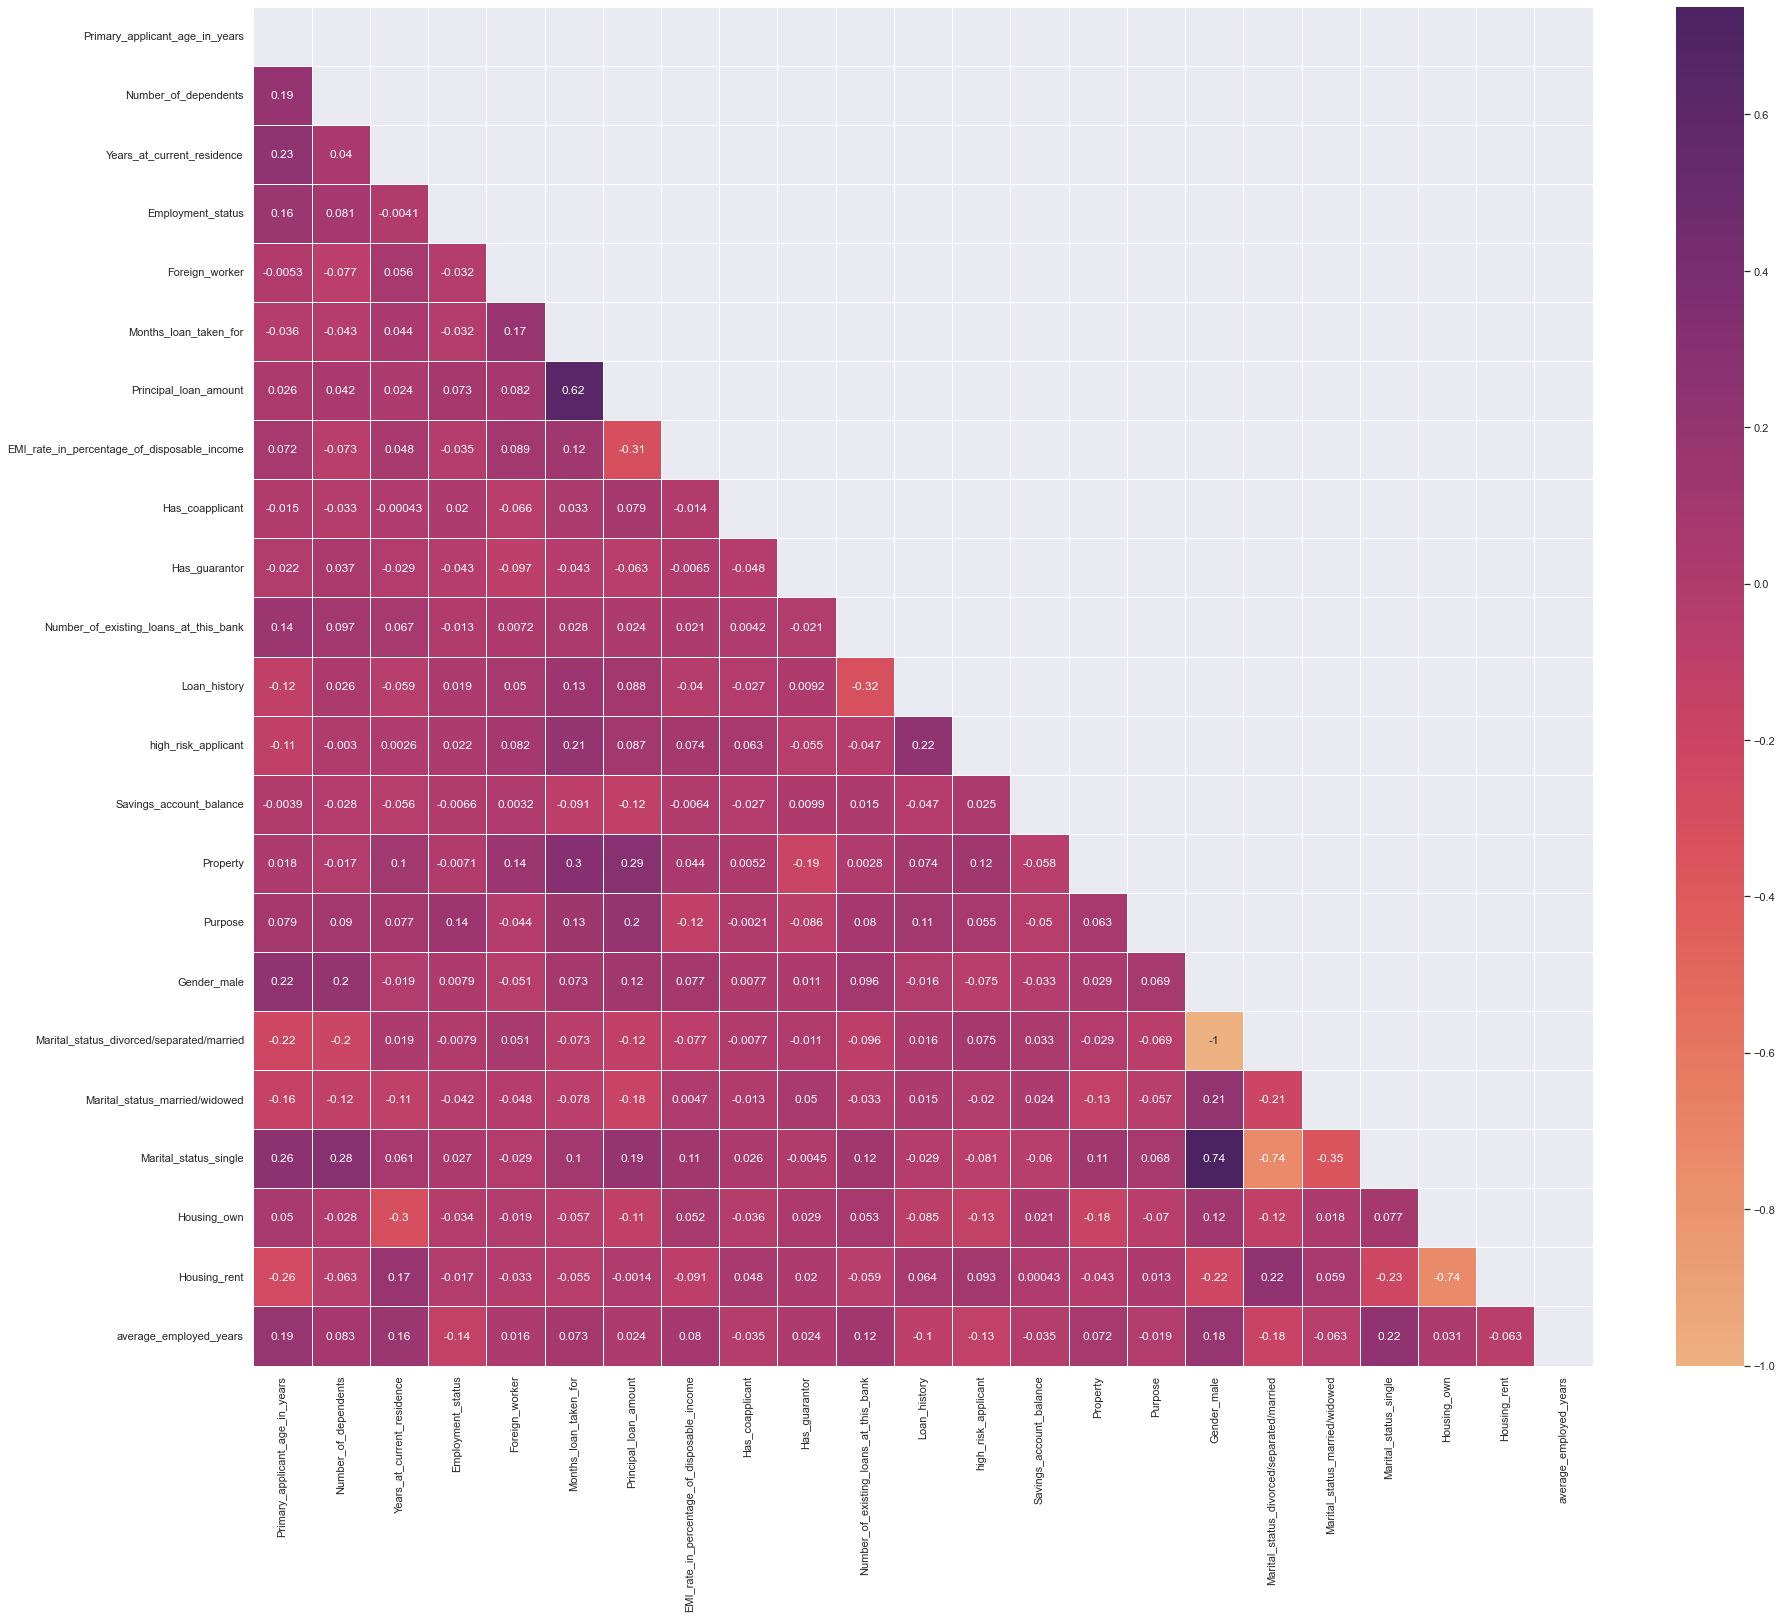 Primary_applicant_age_in_years
Number_of_dependents
0.19
Years_at_current_residence
0.23 0.04
Employment_status
0.16 0.081 -0.0041
Foreign_worker
-0.0053 -0.077 0.056 -0.032
Months_loan_taken_for
-0.036 -0.043 0.044 -0.032 0.17
Principal_loan_amount
0.026 0.042 0.024 0.073 0.082 0.62
EMI_rate_in_percentage_of_disposable_income
0.072 -0.073 0.048 -0.035 0.089 0.12 -0.31
Has_coapplicant
-0.015 -0.033 -0.00043 0.02 -0.066 0.033 0.079 -0.014
Has_guarantor
-0.022 0.037 -0.029 -0.043 -0.097 -0.043 -0.063 -0.0065 -0.048
Number_of_existing_loans_at_this_bank
0.14 0.097 0.067 -0.013 0.0072 0.028 0.024 0.021 0.0042 -0.021
Loan_history
-0.12 0.026 -0.059 0.019 0.05 0.13 0.088 -0.04 -0.027 0.0092 -0.32
high_risk_applicant
-0.11 -0.003 0.0026 0.022 0.082 0.21 0.087 0.074 0.063 -0.055 -0.047 0.22
Savings_account_balance
-0.0039 -0.028 -0.056 -0.0066 0.0032 -0.091 -0.12 -0.0064 -0.027 0.0099 0.015 -0.047 0.025
Property
0.018 -0.017 0.1 -0.0071 0.14 0.3 0.29 0.044 0.0052 -0.19 0.0028 0.074 0.12 -0.058
Purpose
0.079 0.09 0.077 0.14 -0.044 0.13 0.2 -0.12 -0.0021 -0.086 0.08 0.11 0.055 -0.05 0.063
Gender_male
0.22 0.2 -0.019 0.0079 -0.051 0.073 0.12 0.077 0.0077 0.011 0.096 -0.016 -0.075 -0.033 0.029 0.069
Marital_status_divorced/separated/married
-0.22 -0.2 0.019 -0.0079 0.051 -0.073 -0.12 -0.077 -0.0077 -0.011 -0.096 0.016 0.075 0.033 -0.029 -0.069 -1
Marital_status_married/widowed
-0.16 -0.12 -0.11 -0.042 -0.048 -0.078 -0.18 0.0047 -0.013 0.05 -0.033 0.015 -0.02 0.024 -0.13 -0.057 0.21 -0.21
Marital_status_single
0.26 0.28 0.061 0.027 -0.029 0.1 0.19 0.11 0.026 -0.0045 0.12 -0.029 -0.081 -0.06 0.11 0.068 0.74 -0.74 -0.35
Housing_own
0.05 -0.028 -0.3 -0.034 -0.019 -0.057 -0.11 0.052 -0.036 0.029 0.053 -0.085 -0.13 0.021 -0.18 -0.07 0.12 -0.12 0.018 0.077
Housing_rent
-0.26 -0.063 0.17 -0.017 -0.033 -0.055 -0.0014 -0.091 0.048 0.02 -0.059 0.064 0.093 0.00043 -0.043 0.013 -0.22 0.22 0.059 -0.23 -0.74
average_employed_years
0.19 0.083 0.16 -0.14 0.016 0.073 0.024 0.08 -0.035 0.024 0.12 -0.1 -0.13 -0.035 0.072 -0.019 0.18 -0.18 -0.063 0.22 0.031 -0.063
Primary_applicant_age_in_years
Number_of_dependents
Years_at_current_residence
Employment_status
Foreign_worker
Months_loan_taken_for
Principal_loan_amount
EMI_rate_in_percentage_of_disposable_income
Has_coapplicant
Has_guarantor
Number_of_existing_loans_at_this_bank
Loan_history
high_risk_applicant
Savings_account_balance
Property
Purpose
Gender_male
Marital_status_divorced/separated/married
Marital_status_married/widowed
Marital_status_single
Housing_own
Housing_rent
average_employed_years
0.6
0.4
0.2
0.0
−0.2
−0.4
−0.6
−0.8
−1.0